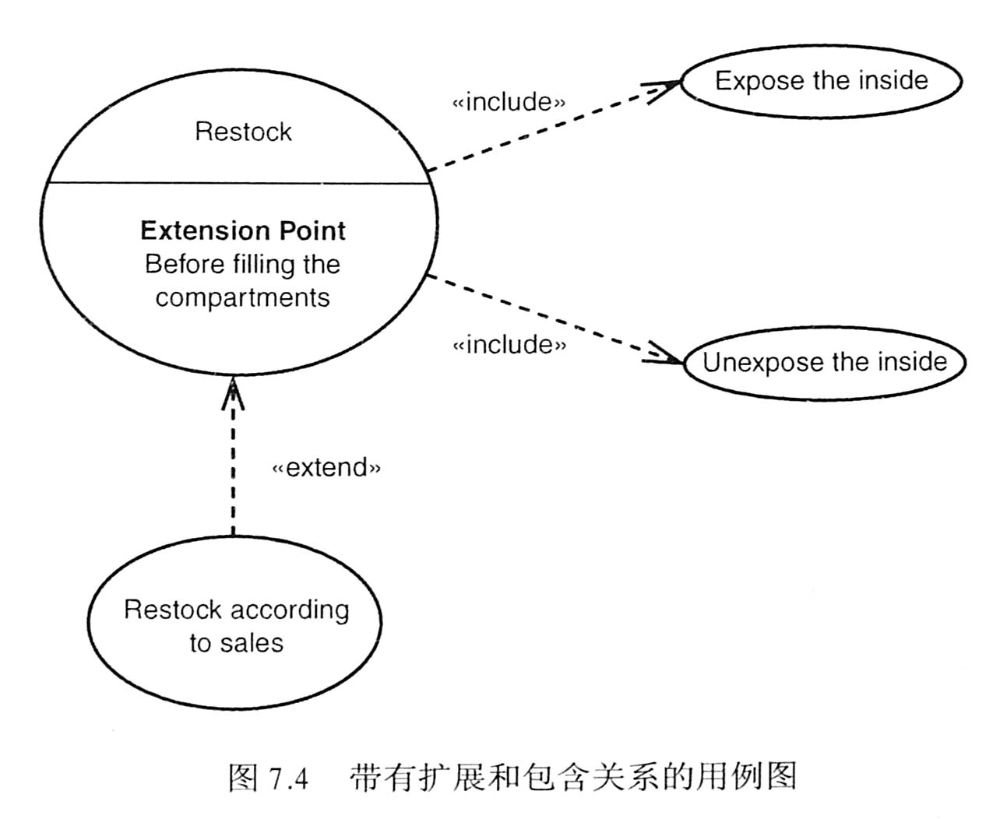 Restock
Extension Point
Before filling the
compartments
«include»
Expose the inside
«include»
Unexpose the inside
«extend»
Restock according
to sales
图 7.4 带有扩展和包含关系的用例图